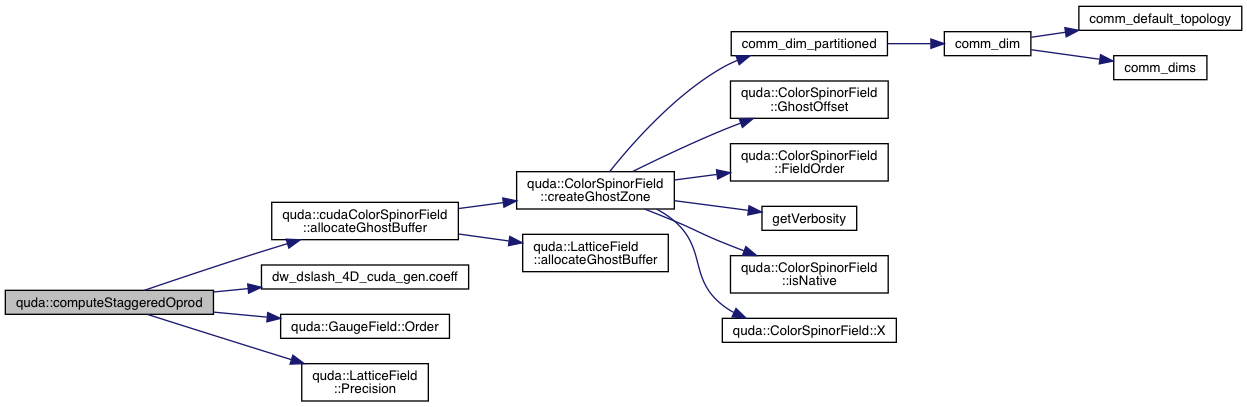 comm_default_topology
comm_dim_partitioned
comm_dim
comm_dims
quda::ColorSpinorField
::GhostOffset
quda::ColorSpinorField
::FieldOrder
quda::ColorSpinorField
::createGhostZone
getVerbosity
quda::cudaColorSpinorField
::allocateGhostBuffer
quda::LatticeField
::allocateGhostBuffer
quda::ColorSpinorField
::isNative
dw_dslash_4D_cuda_gen.coeff
quda::computeStaggeredOprod
quda::GaugeField::Order
quda::ColorSpinorField::X
quda::LatticeField
::Precision